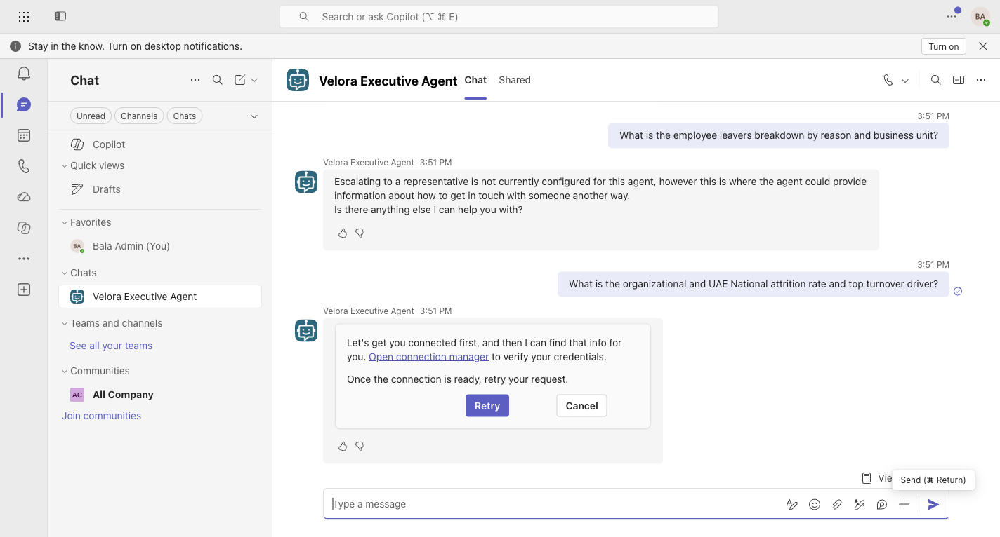 Search or ask Copilot (⌥ ⌘ E)
BA
Stay in the know. Turn on desktop notifications.
Turn on
Chat
Unread
Channels
Chats
Copilot
Quick views
Drafts
Favorites
BA
Bala Admin (You)
Chats
Velora Executive Agent
Teams and channels
See all your teams
Communities
AC
All Company
Join communities
Velora Executive Agent
Chat
Shared
3:51 PM
What is the employee leavers breakdown by reason and business unit?
Velora Executive Agent 3:51 PM
Escalating to a representative is not currently configured for this agent, however this is where the agent could provide
information about how to get in touch with someone another way.
Is there anything else I can help you with?
3:51 PM
What is the organizational and UAE National attrition rate and top turnover driver?
Velora Executive Agent 3:51 PM
Let's get you connected first, and then I can find that info for
you. Open connection manager to verify your credentials.
Once the connection is ready, retry your request.
Retry
Cancel
Send (⌘ Return)
Type a message